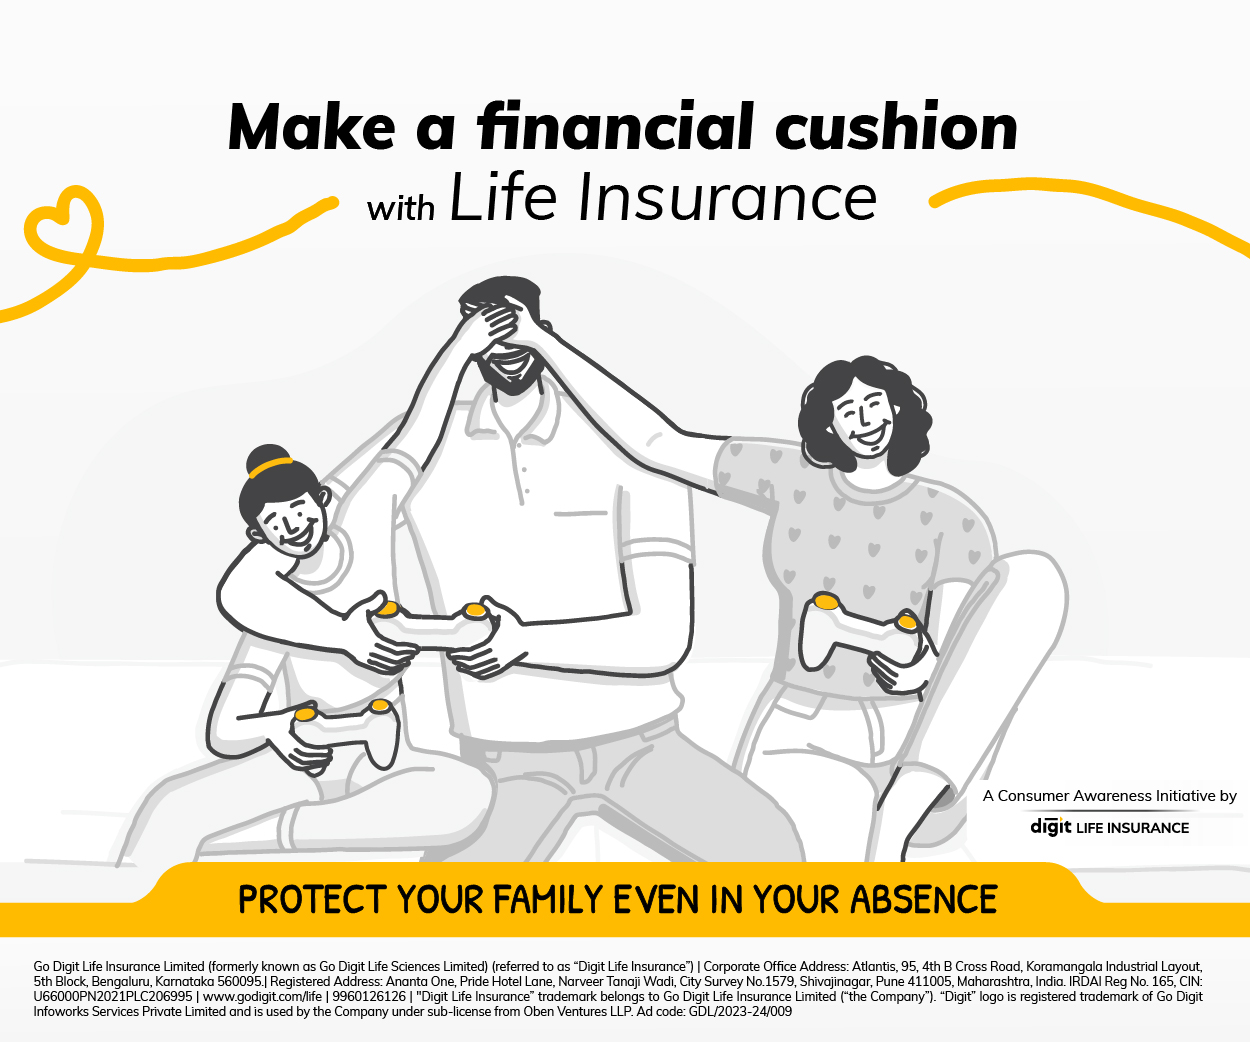 Make a financial cushion
with Life Insurance
A Consumer Awareness Initiative by
digit LIFE INSURANCE
PROTECT YOUR FAMILY EVEN IN YOUR ABSENCE
Go Digit Life Insurance Limited (formerly known as Go Digit Life Sciences Limited) (referred to as “Digit Life Insurance”) | Corporate Office Address: Atlantis, 95, 4th B Cross Road, Koramangala Industrial Layout,
5th Block, Bengaluru, Karnataka 560095.| Registered Address: Ananta One, Pride Hotel Lane, Narveer Tanaji Wadi, City Survey No.1579, Shivajinagar, Pune 411005, Maharashtra, India. IRDAI Reg No. 165, CIN:
U66000PN2021PLC206995 | www.godigit.com/life | 9960126126 | "Digit Life Insurance” trademark belongs to Go Digit Life Insurance Limited (“the Company”). “Digit” logo is registered trademark of Go Digit
Infoworks Services Private Limited and is used by the Company under sub-license from Oben Ventures LLP. Ad code: GDL/2023-24/009